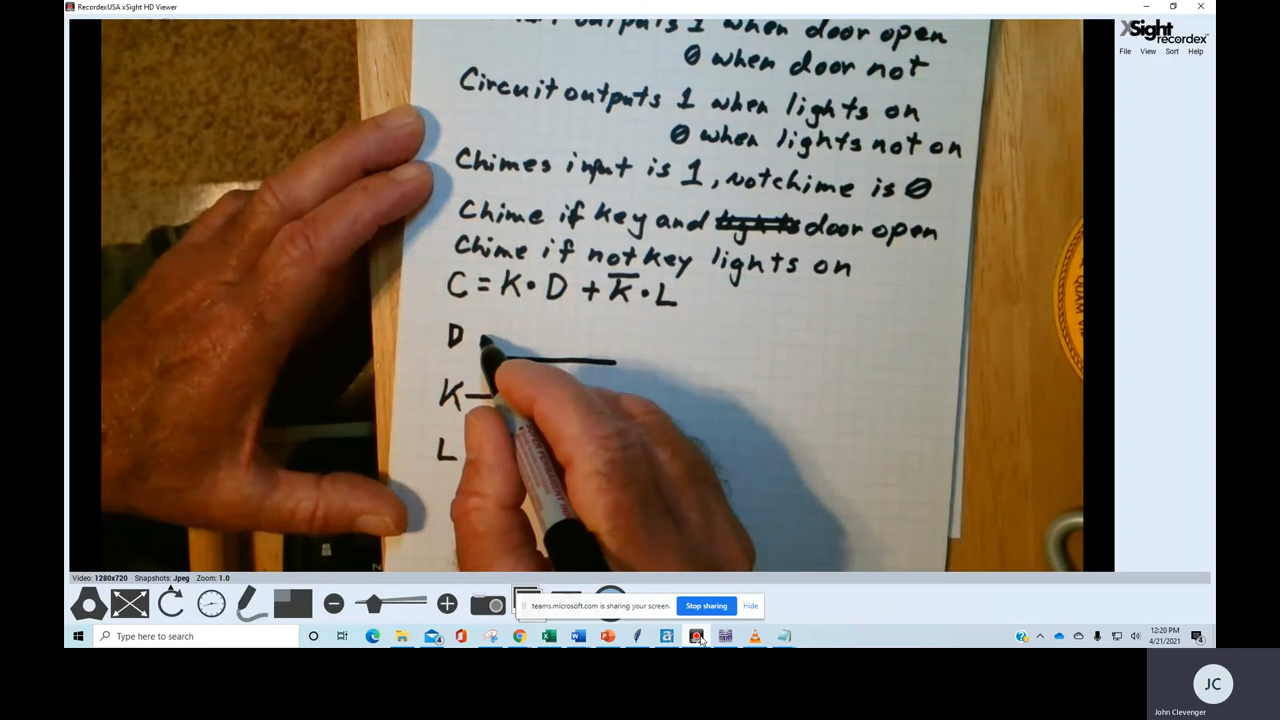 RecordexUSA xSight HD Viewer
xSight
recordex
File View Sort Help
outputs 1 when door open
0 when door not
Circuit outputs 1 when lights on
0 when lights not on
Chimes input is 1, not chime is 0
Chime if key and door open
Chime if not key lights on
C = K • D + K̅ • L
D
K
L
Video: 1280x720 Snapshots: Jpeg Zoom: 1.0
teams.microsoft.com is sharing your screen.
Stop sharing
Hide
Type here to search
12:20 PM
4/21/2021
JC
John Clevenger